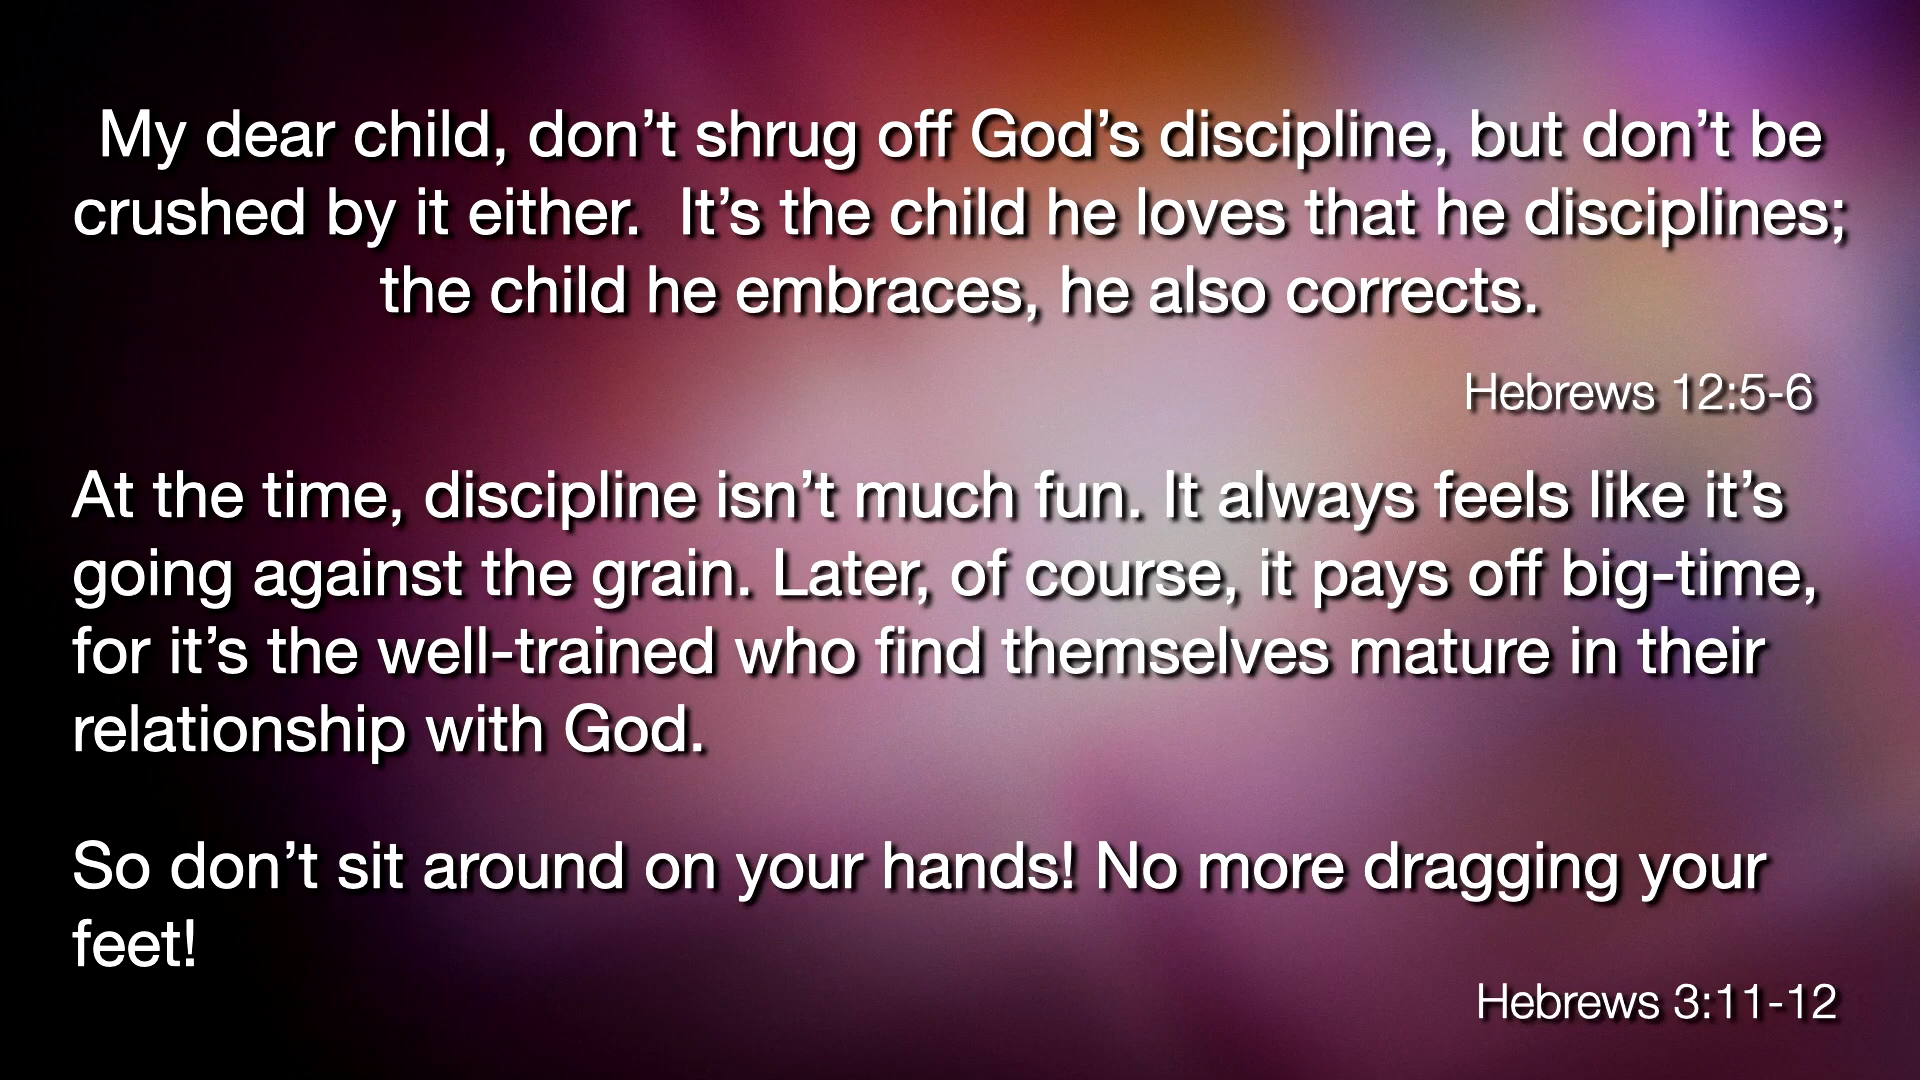 My dear child, don’t shrug off God’s discipline, but don’t be
crushed by it either.  It’s the child he loves that he disciplines;
the child he embraces, he also corrects.
Hebrews 12:5-6
At the time, discipline isn’t much fun. It always feels like it’s
going against the grain. Later, of course, it pays off big-time,
for it’s the well-trained who find themselves mature in their
relationship with God.
So don’t sit around on your hands! No more dragging your
feet!
Hebrews 3:11-12